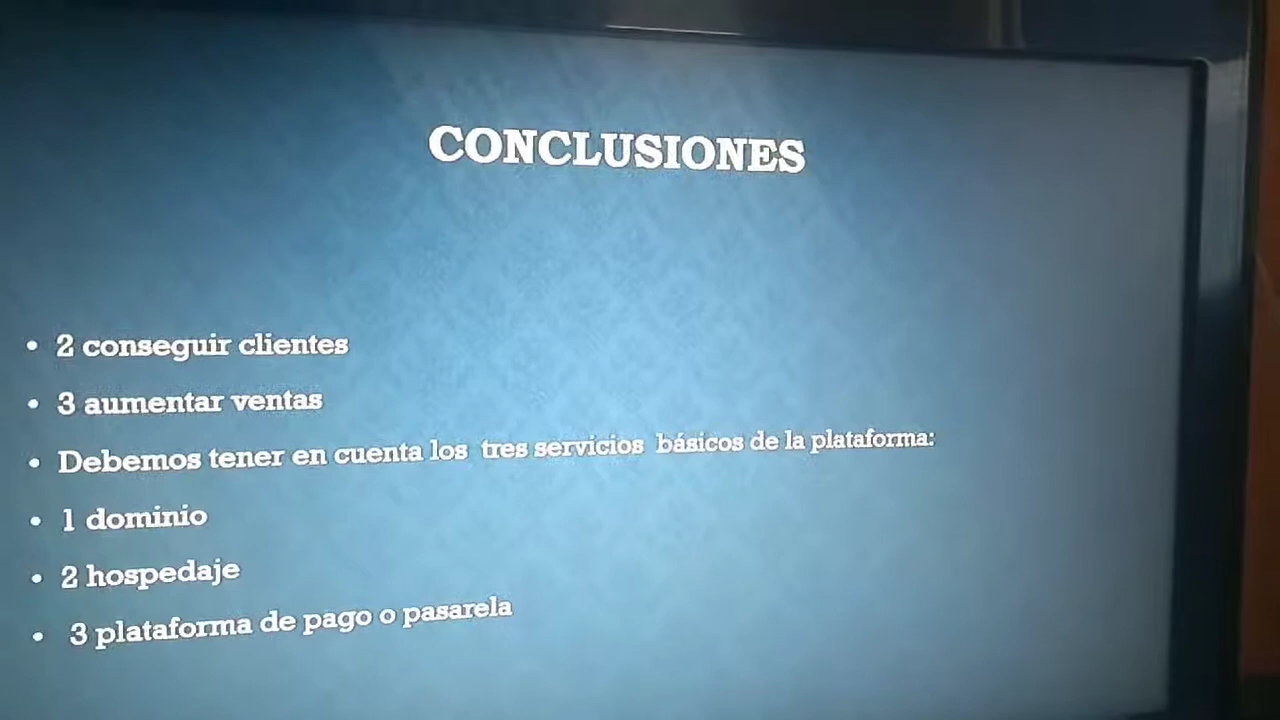 CONCLUSIONES
• 2 conseguir clientes
• 3 aumentar ventas
• Debemos tener en cuenta los tres servicios básicos de la plataforma:
• 1 dominio
• 2 hospedaje
• 3 plataforma de pago o pasarela